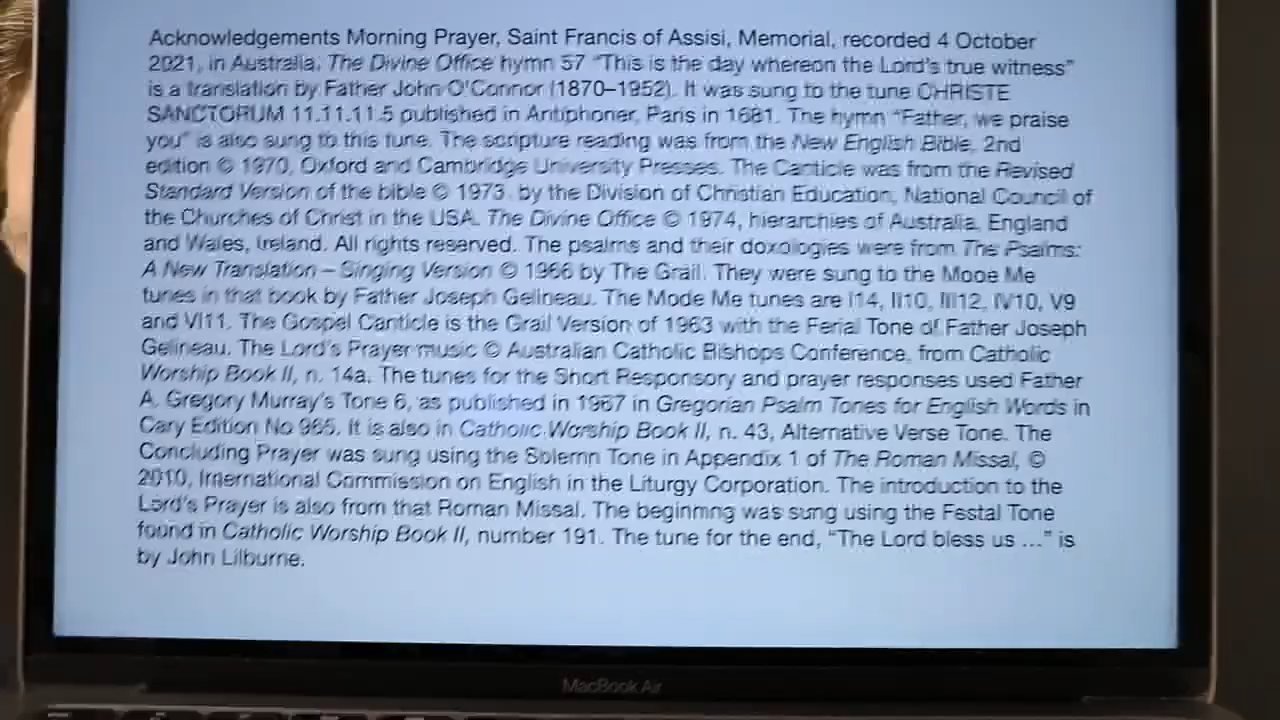 Acknowledgements Morning Prayer, Saint Francis of Assisi, Memorial, recorded 4 October
2021, in Australia. The Divine Office hymn 57 “This is the day whereon the Lord's true witness”
is a translation by Father John O'Connor (1870–1952). It was sung to the tune CHRISTE
SANCTORUM 11.11.11.5 published in Antiphoner, Paris in 1681. The hymn “Father, we praise
you” is also sung to this tune. The scripture reading was from the New English Bible, 2nd
edition © 1970, Oxford and Cambridge University Presses. The Canticle was from the Revised
Standard Version of the bible © 1973. by the Division of Christian Education, National Council of
the Churches of Christ in the USA. The Divine Office © 1974, hierarchies of Australia, England
and Wales, Ireland. All rights reserved. The psalms and their doxologies were from The Psalms:
A New Translation – Singing Version © 1966 by The Grail. They were sung to the Mode Me
tunes in that book by Father Joseph Gelineau. The Mode Me tunes are I14, II10, III12, IV10, V9
and VI11. The Gospel Canticle is the Grail Version of 1963 with the Ferial Tone of Father Joseph
Gelineau. The Lord's Prayer music © Australian Catholic Bishops Conference, from Catholic
Worship Book II, n. 14a. The tunes for the Short Responsory and prayer responses used Father
A. Gregory Murray's Tone 6, as published in 1957 in Gregorian Psalm Tones for English Words in
Cary Edition No 965. It is also in Catholic Worship Book II, n. 43, Alternative Verse Tone. The
Concluding Prayer was sung using the Solemn Tone in Appendix 1 of The Roman Missal, ©
2010, International Commission on English in the Liturgy Corporation. The introduction to the
Lord's Prayer is also from that Roman Missal. The beginning was sung using the Festal Tone
found in Catholic Worship Book II, number 191. The tune for the end, “The Lord bless us ...” is
by John Lilburne.
MacBook Air